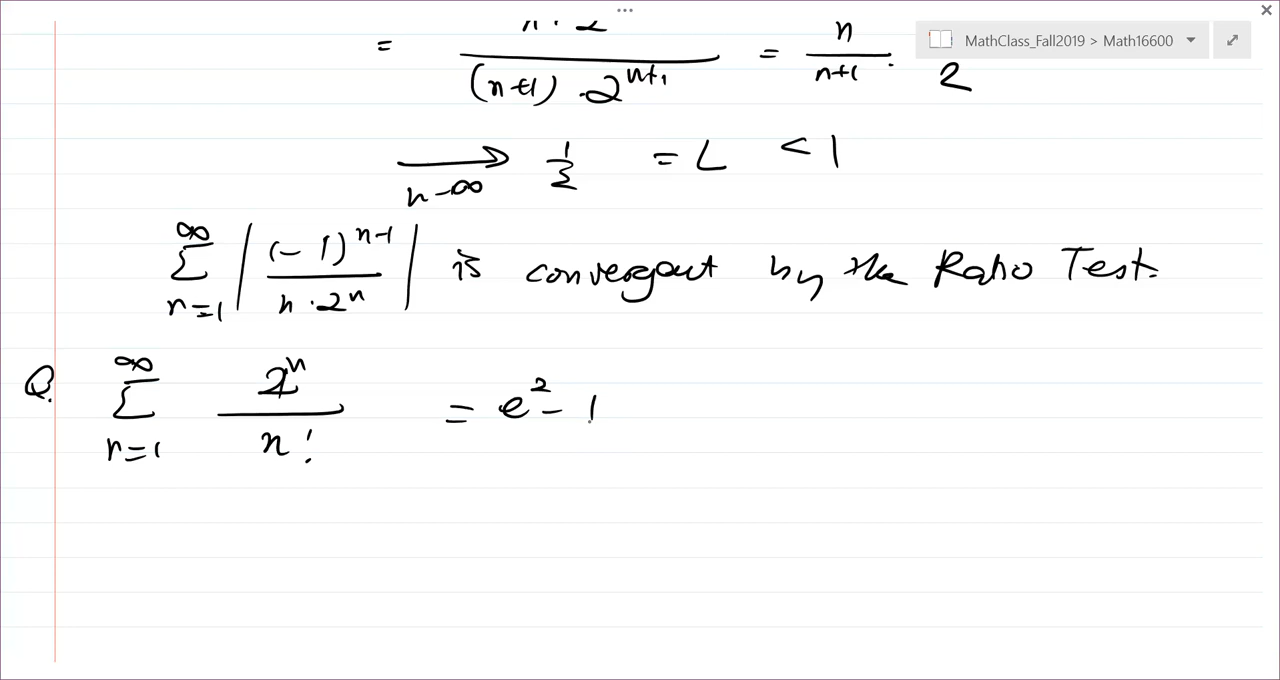 MathClass_Fall2019 > Math16600
= n · 2 / (n+1) · 2^{n+1} = n / n+1 · 2
⟶ n→∞ 1/2 = L < 1
∑_{n=1}^{∞} | (-1)^{n-1} / n · 2^n | is convergent by the Ratio Test.
Q. ∑_{n=1}^{∞} 2^n / n! = e^2 - 1